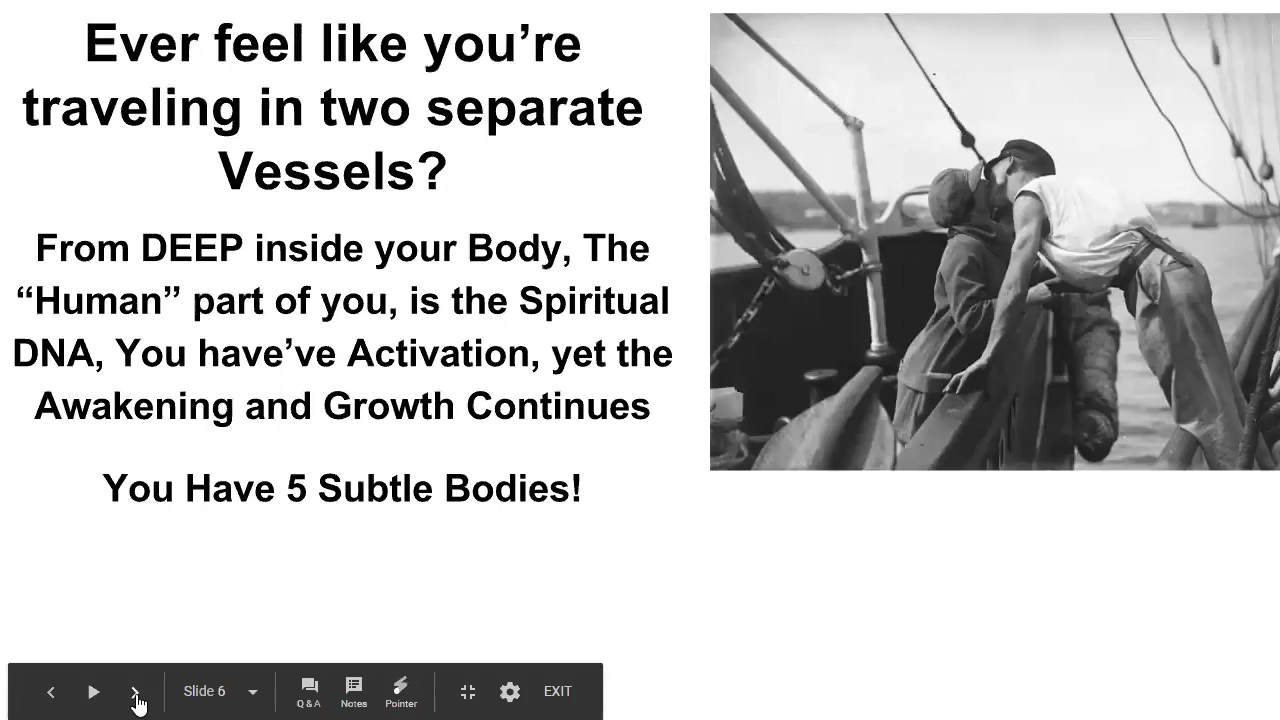 Ever feel like you’re
traveling in two separate
Vessels?
From DEEP inside your Body, The
“Human” part of you, is the Spiritual
DNA, You have’ve Activation, yet the
Awakening and Growth Continues
You Have 5 Subtle Bodies!
Slide 6
Q & A
Notes
Pointer
EXIT